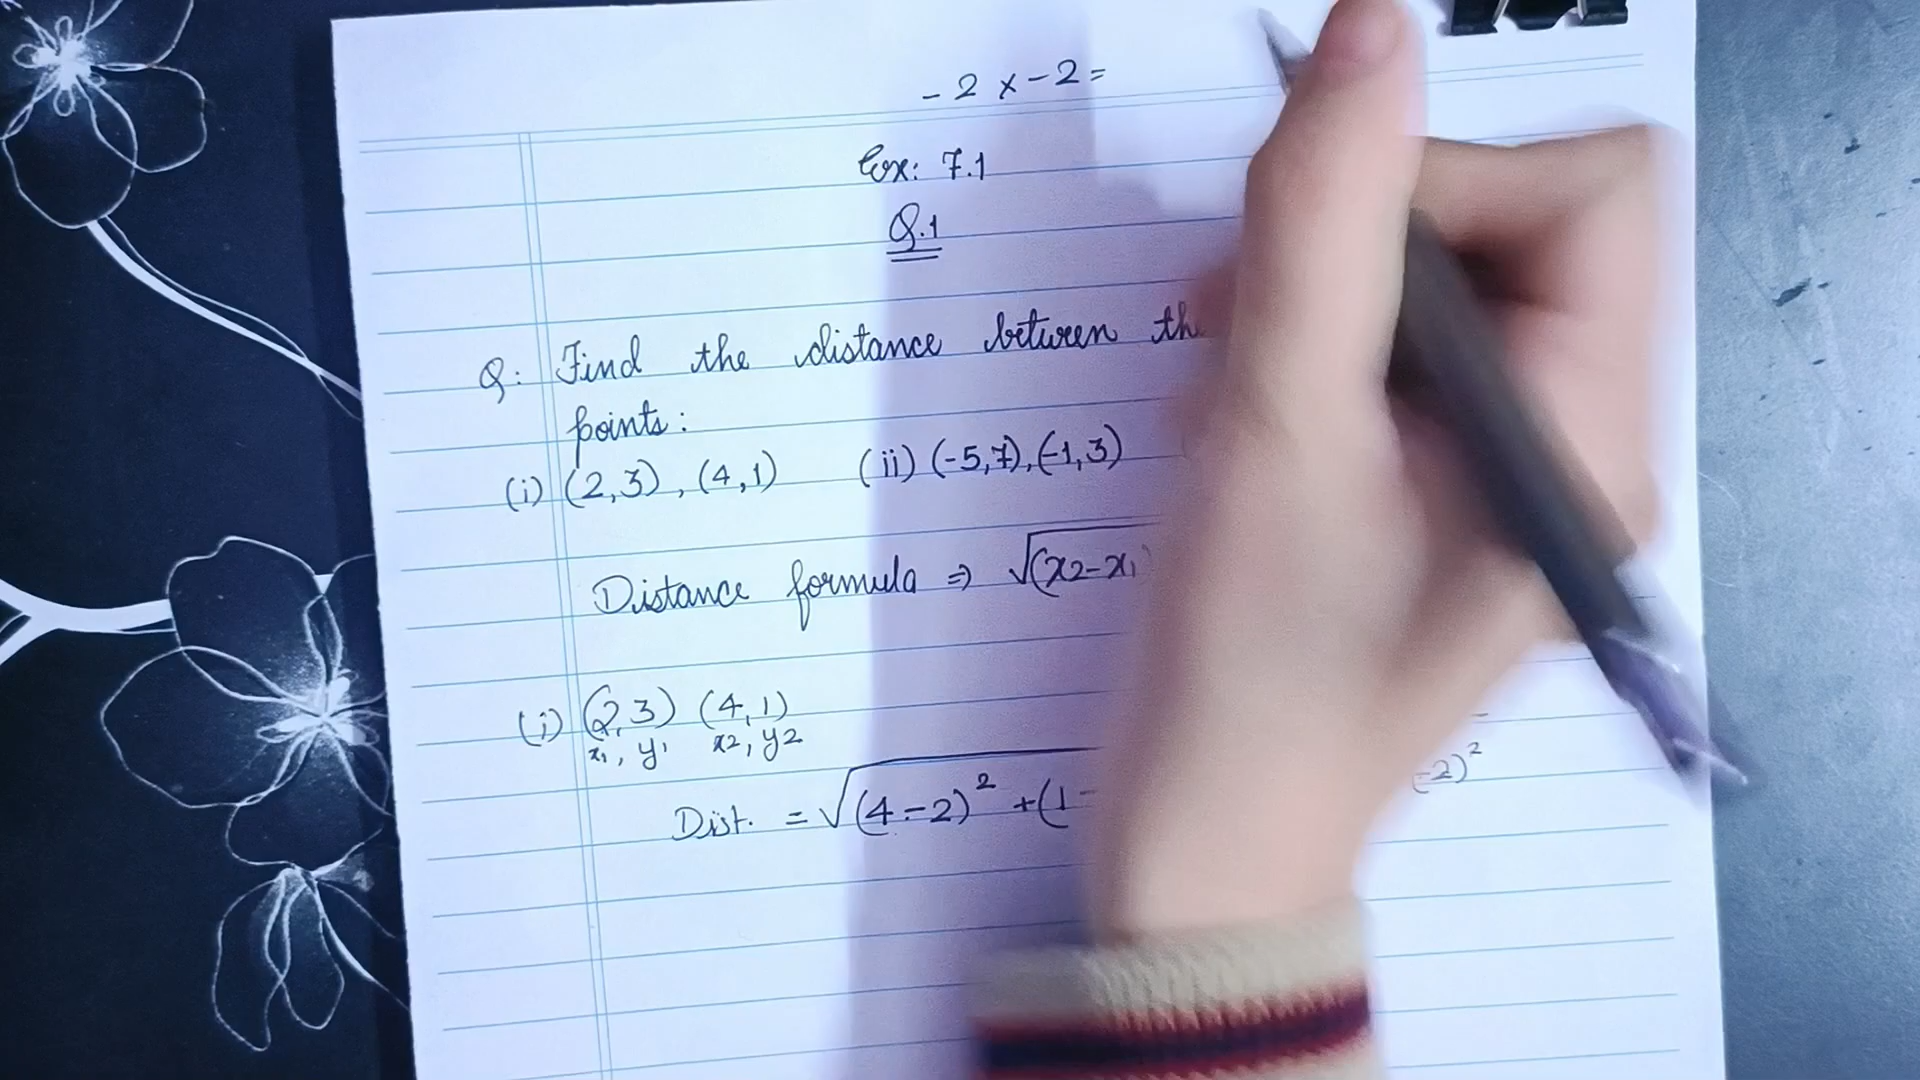 - 2 x - 2 =
Ex: 7.1
Q.1
Q: Find the distance between
points:
(i) (2,3), (4,1) (ii) (-5,7), (-1,3)
Distance formula ⇒ √(x2-x1
(i) (2,3) (4,1)
x1, y1 x2, y2
Dist. = √(4-2)² +(1- -2)²